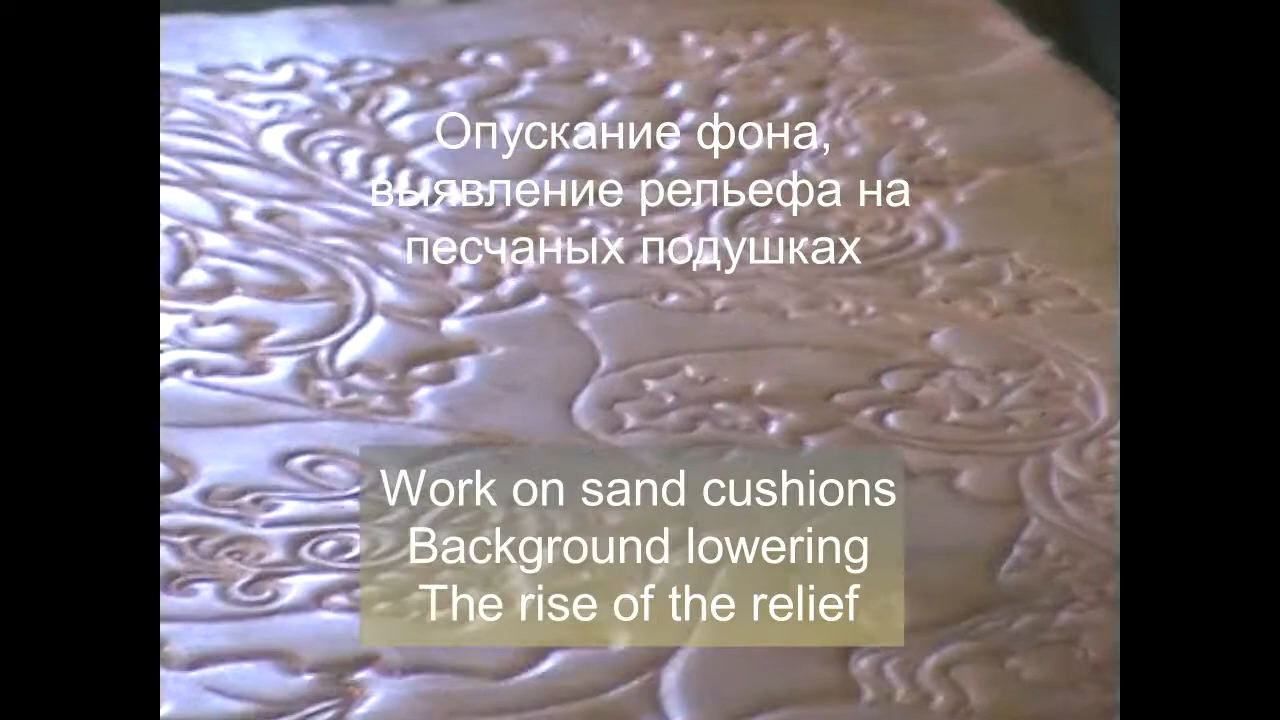 Опускание фона,
выявление рельефа на
песчаных подушках
Work on sand cushions
Background lowering
The rise of the relief